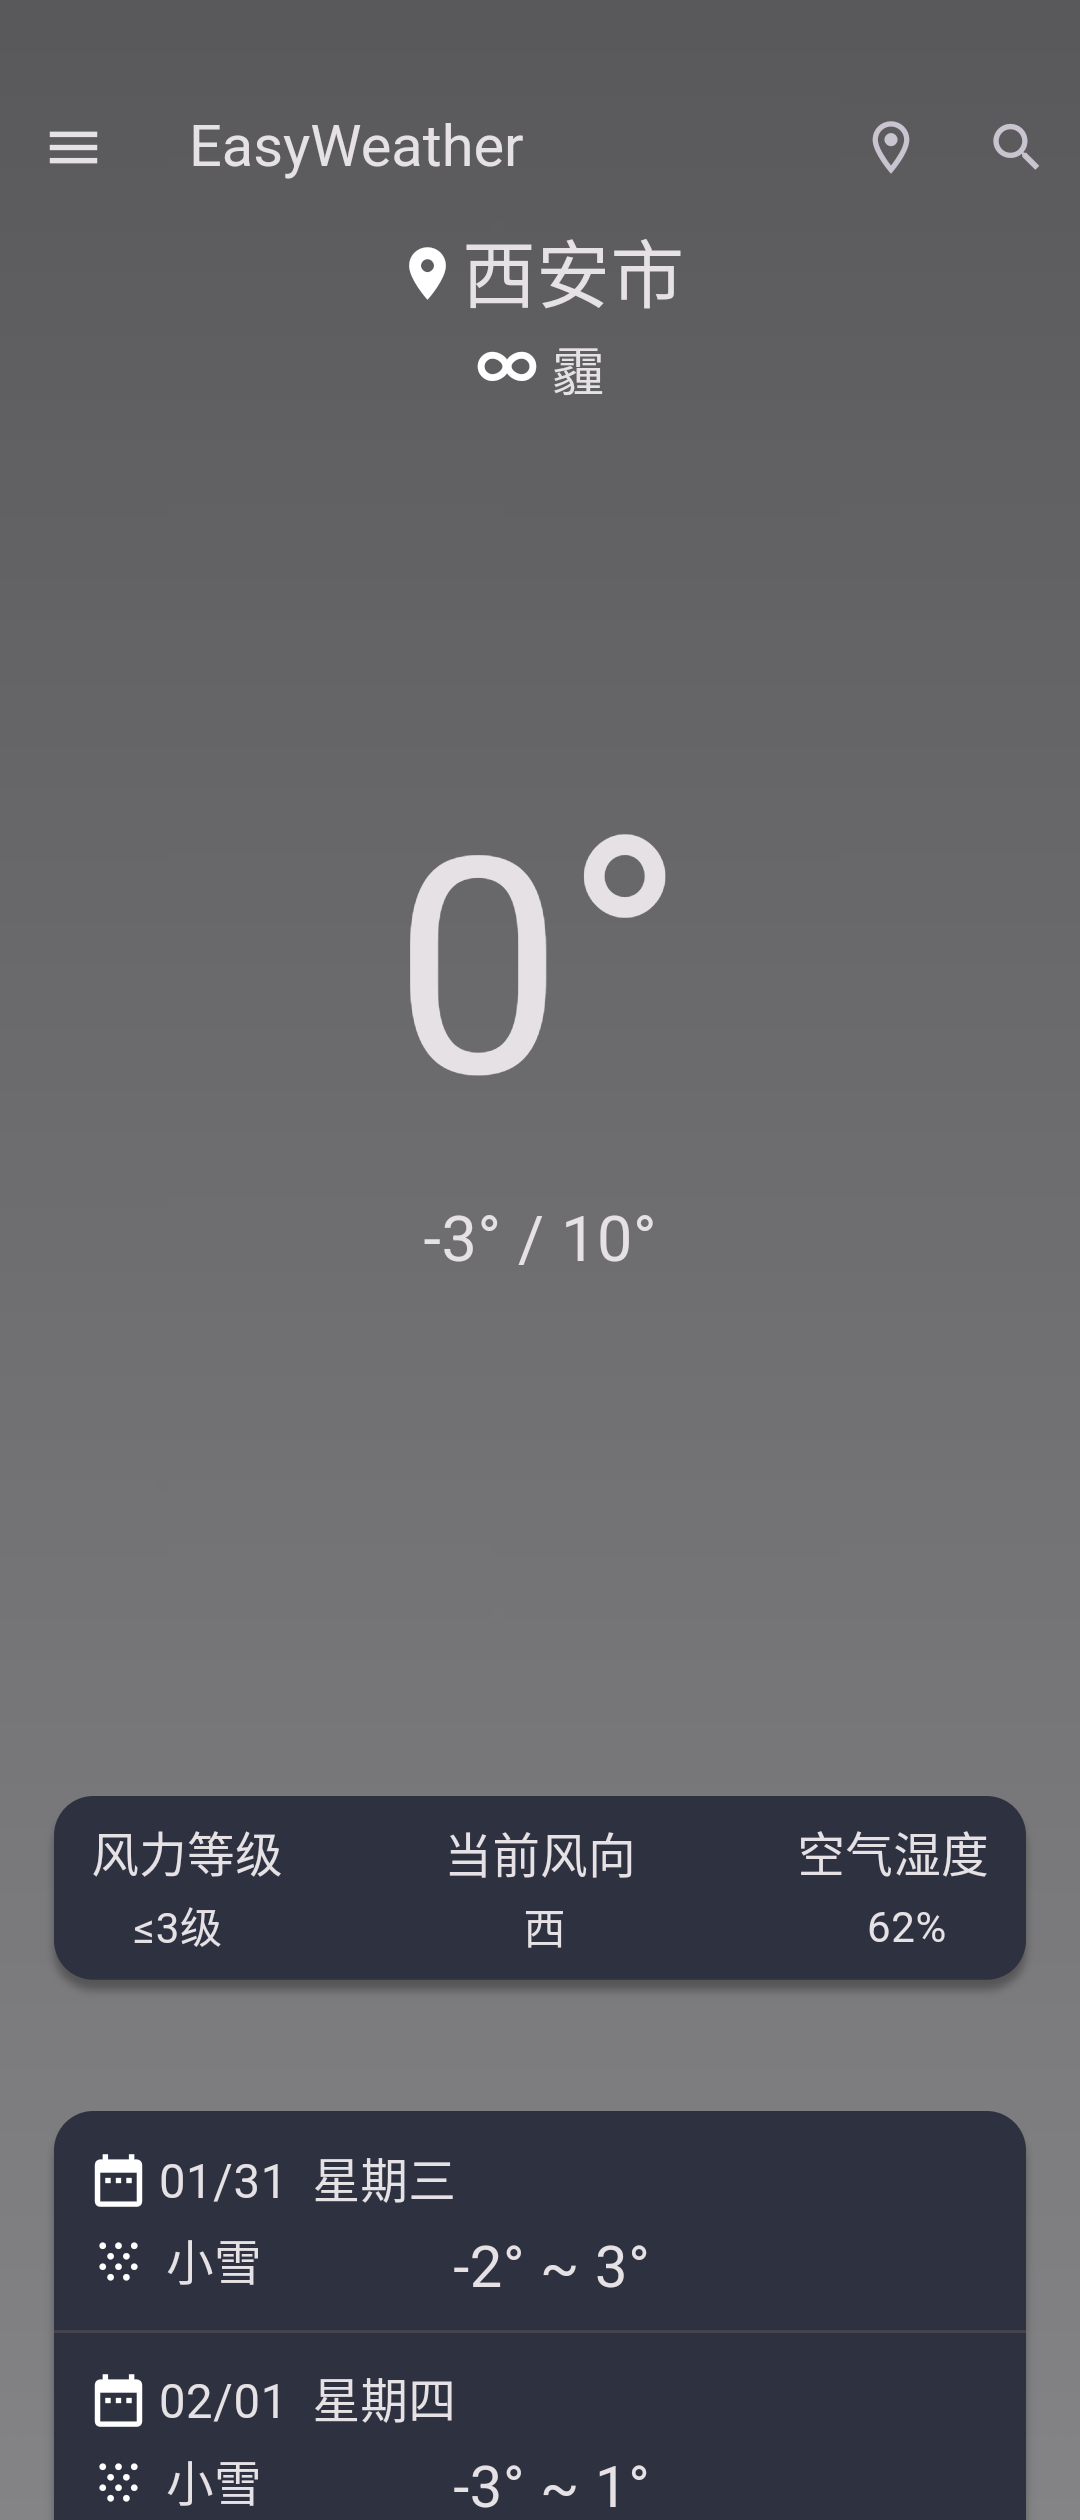 EasyWeather
西安市
霾
0°
-3° / 10°
风力等级 当前风向 空气湿度
≤3级 西 62%
01/31 星期三
小雪 -2° ~ 3°
02/01 星期四
小雪 -3° ~ 1°